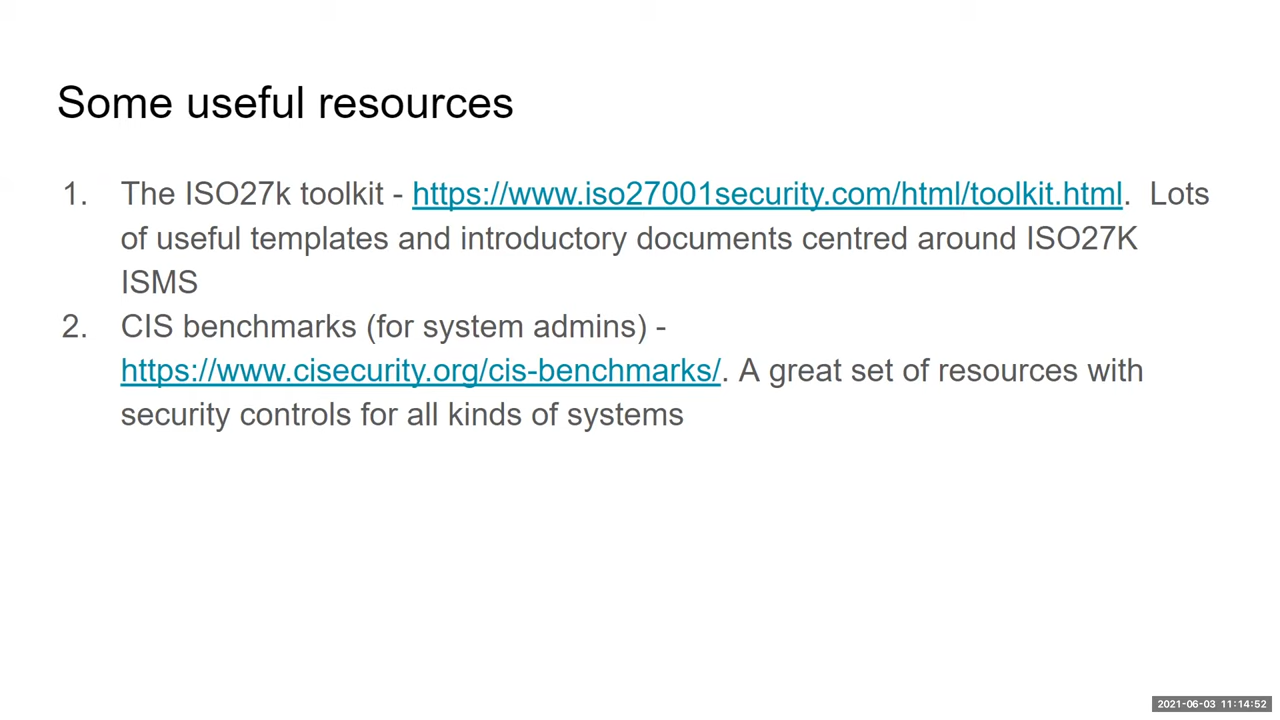 Some useful resources
1. The ISO27k toolkit - https://www.iso27001security.com/html/toolkit.html.  Lots
of useful templates and introductory documents centred around ISO27K
ISMS
2. CIS benchmarks (for system admins) -
https://www.cisecurity.org/cis-benchmarks/. A great set of resources with
security controls for all kinds of systems
2021-06-03 11:14:52